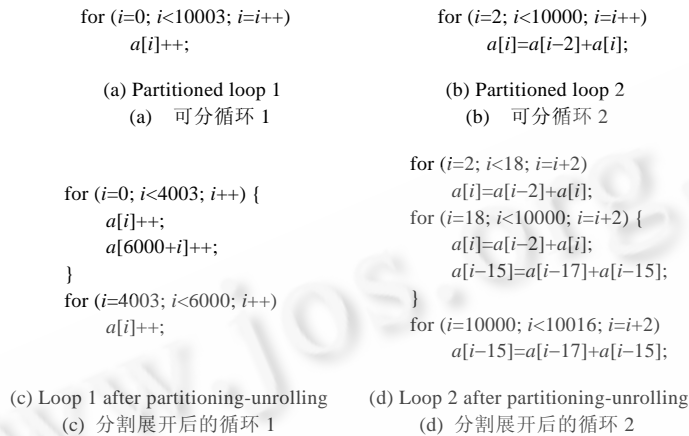 for (i=0; i<10003; i=i++)
a[i]++;
(a) Partitioned loop 1
(a) 可分循环 1
for (i=2; i<10000; i=i++)
a[i]=a[i−2]+a[i];
(b) Partitioned loop 2
(b) 可分循环 2
for (i=0; i<4003; i++) {
a[i]++;
a[6000+i]++;
}
for (i=4003; i<6000; i++)
a[i]++;
(c) Loop 1 after partitioning-unrolling
(c) 分割展开后的循环 1
for (i=2; i<18; i=i+2)
a[i]=a[i−2]+a[i];
for (i=18; i<10000; i=i+2) {
a[i]=a[i−2]+a[i];
a[i−15]=a[i−17]+a[i−15];
}
for (i=10000; i<10016; i=i+2)
a[i−15]=a[i−17]+a[i−15];
(d) Loop 2 after partitioning-unrolling
(d) 分割展开后的循环 2
www.jos.org.